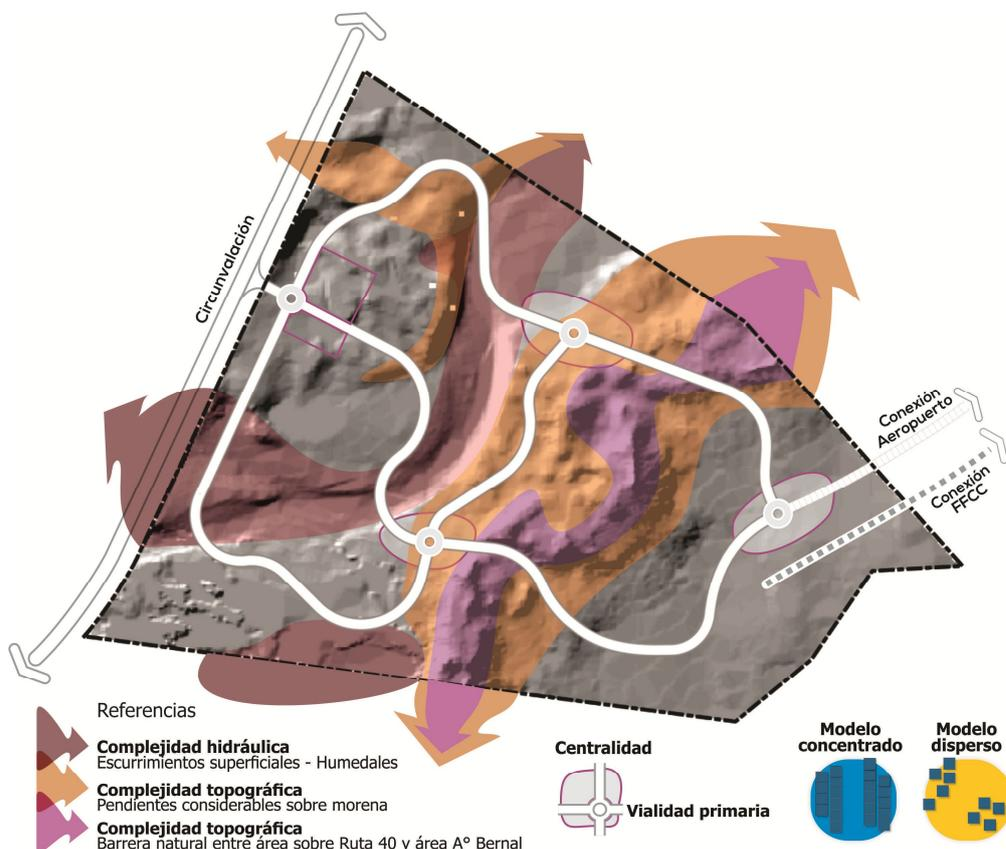 Circunvalación
Conexión
Aeropuerto
Conexión
FFCC
Referencias
Complejidad hidráulica
Escurrimientos superficiales - Humedales
Complejidad topográfica
Pendientes considerables sobre morena
Complejidad topográfica
Barrera natural entre área sobre Ruta 40 y área A° Bernal
Centralidad
Vialidad primaria
Modelo
concentrado
Modelo
disperso